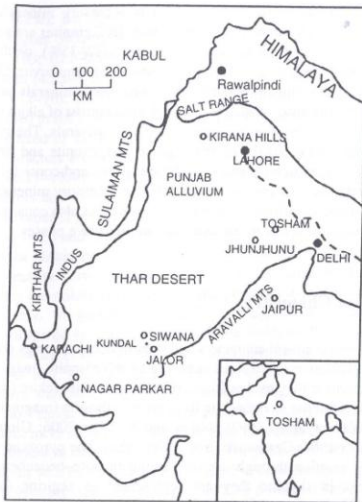 HIMALAYA
KABUL
0 100 200
KM
Rawalpindi
SALT RANGE
KIRANA HILLS
LAHORE
SULAIMAN MTS
PUNJAB
ALLUVIUM
TOSHAM
JHUNJHUNU
DELHI
KIRTHAR MTS
INDUS
THAR DESERT
ARAVALLI MTS
JAIPUR
KARACHI
KUNDAL
SIWANA
JALOR
NAGAR PARKAR
TOSHAM